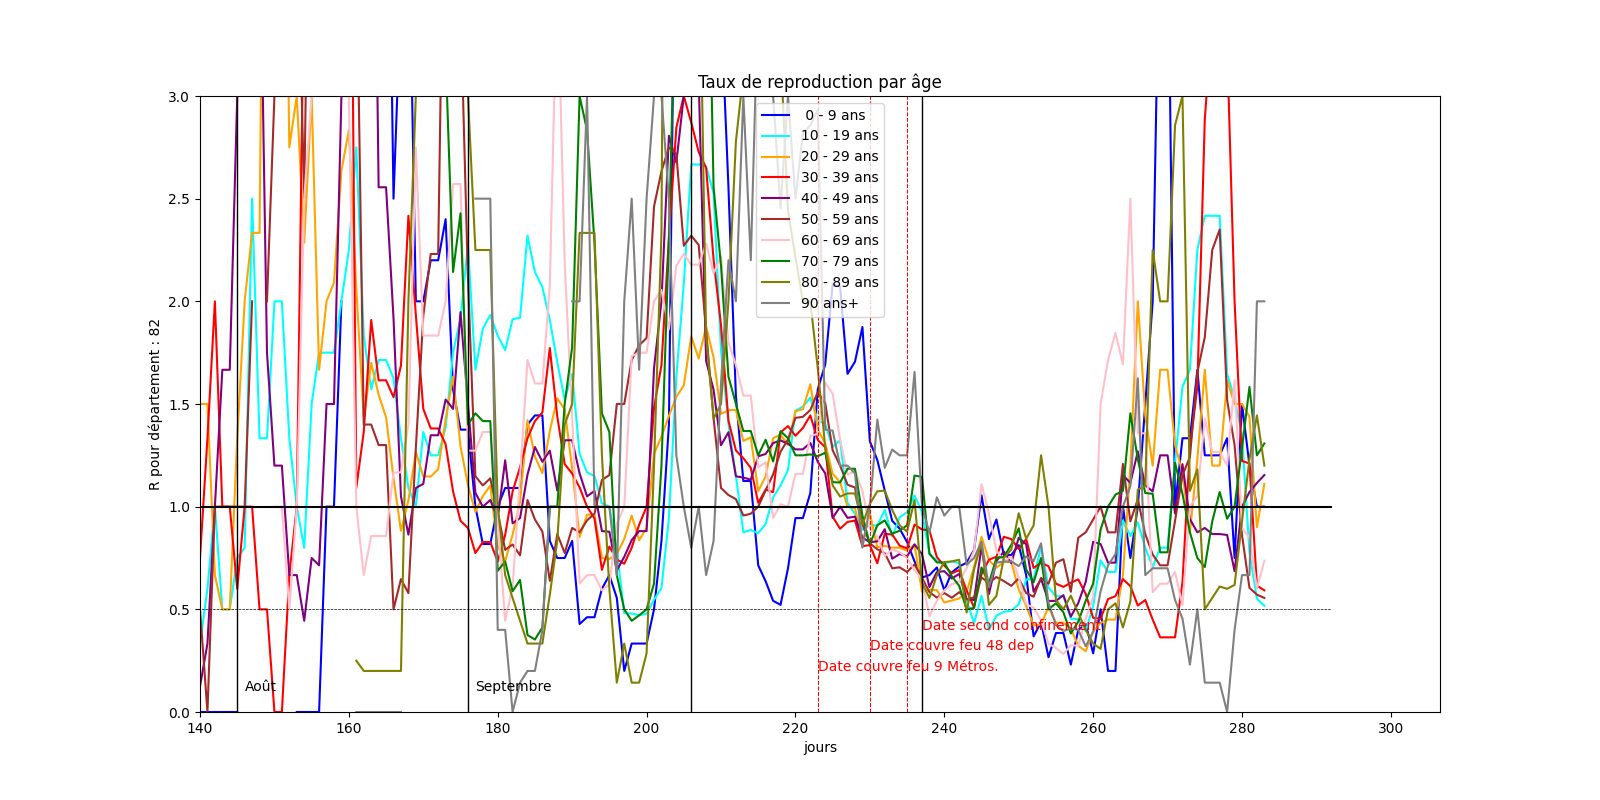 Taux de reproduction par âge
R pour département : 82
3.0
2.5
2.0
1.5
1.0
0.5
0.0
0 - 9 ans
10 - 19 ans
20 - 29 ans
30 - 39 ans
40 - 49 ans
50 - 59 ans
60 - 69 ans
70 - 79 ans
80 - 89 ans
90 ans+
Date second confinement
Date couvre feu 48 dep
Date couvre feu 9 Métros.
Août
Septembre
140 160 180 200 220 240 260 280 300
jours